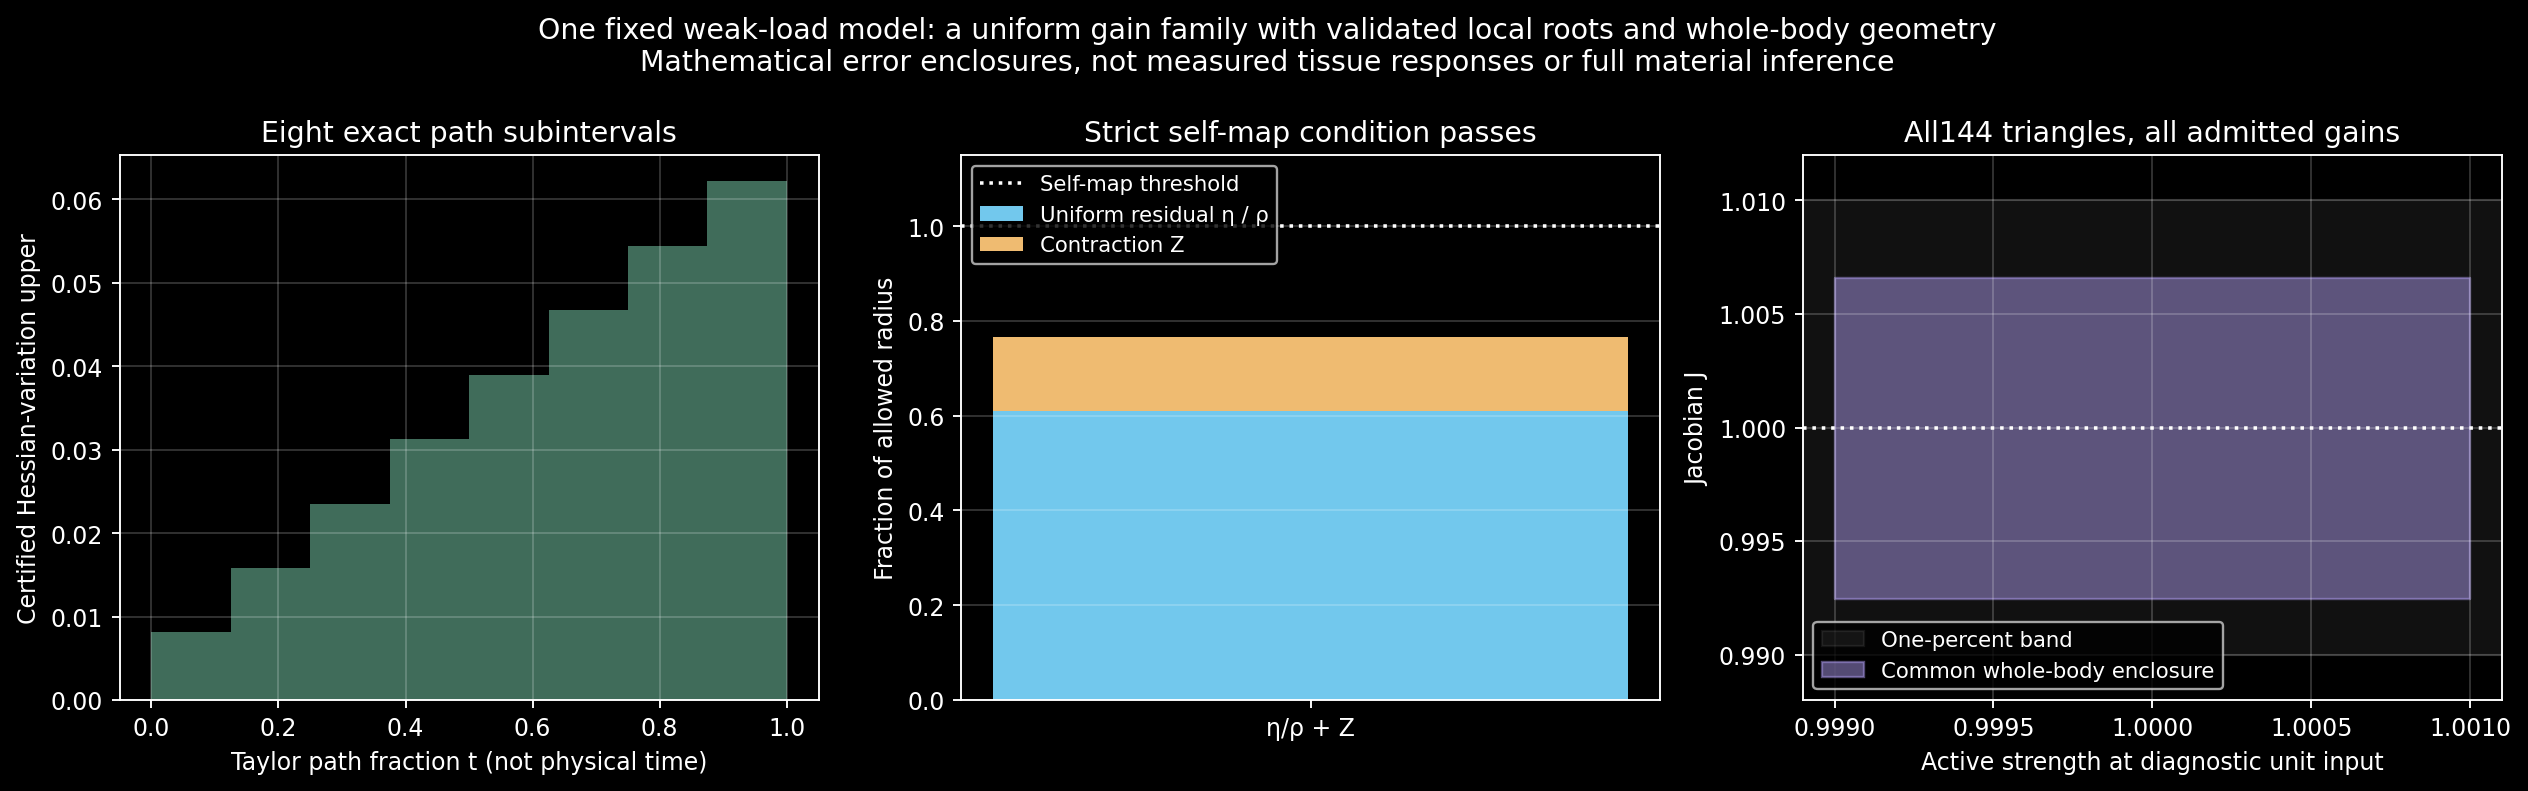 One fixed weak-load model: a uniform gain family with validated local roots and whole-body geometry
Mathematical error enclosures, not measured tissue responses or full material inference
Eight exact path subintervals
Certified Hessian-variation upper
0.06
0.05
0.04
0.03
0.02
0.01
0.00
0.0
0.2
0.4
0.6
0.8
1.0
Taylor path fraction t (not physical time)
Strict self-map condition passes
Self-map threshold
Uniform residual η / ρ
Contraction Z
Fraction of allowed radius
1.0
0.8
0.6
0.4
0.2
0.0
η/ρ + Z
All144 triangles, all admitted gains
Jacobian J
1.010
1.005
1.000
0.995
0.990
One-percent band
Common whole-body enclosure
0.9990
0.9995
1.0000
1.0005
1.0010
Active strength at diagnostic unit input